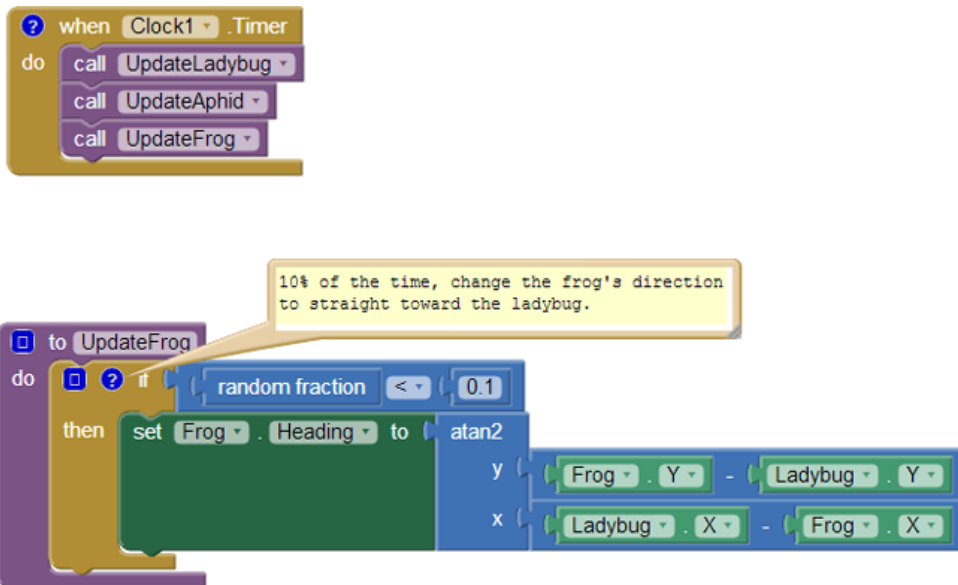 ? when Clock1 .Timer
do call UpdateLadybug
call UpdateAphid
call UpdateFrog
10% of the time, change the frog's direction
to straight toward the ladybug.
to UpdateFrog
do ? if random fraction < 0.1
then set Frog . Heading to atan2
y Frog . Y - Ladybug . Y
x Ladybug . X - Frog . X